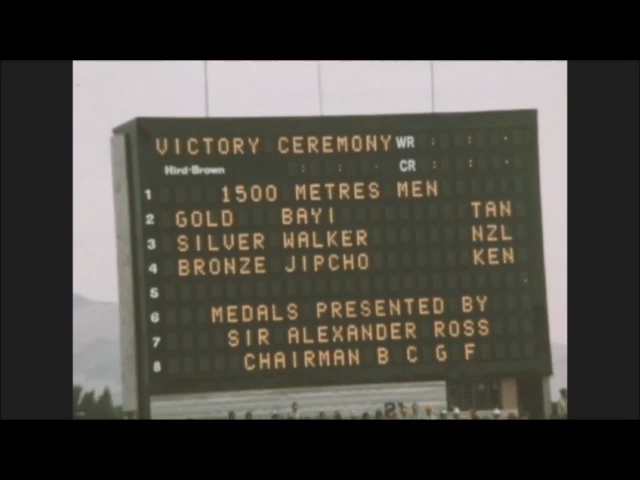 VICTORY CEREMONY WR
Hird-Brown CR
1 1500 METRES MEN
2 GOLD BAYI TAN
3 SILVER WALKER NZL
4 BRONZE JIPCHO KEN
5
6 MEDALS PRESENTED BY
7 SIR ALEXANDER ROSS
8 CHAIRMAN B C G F